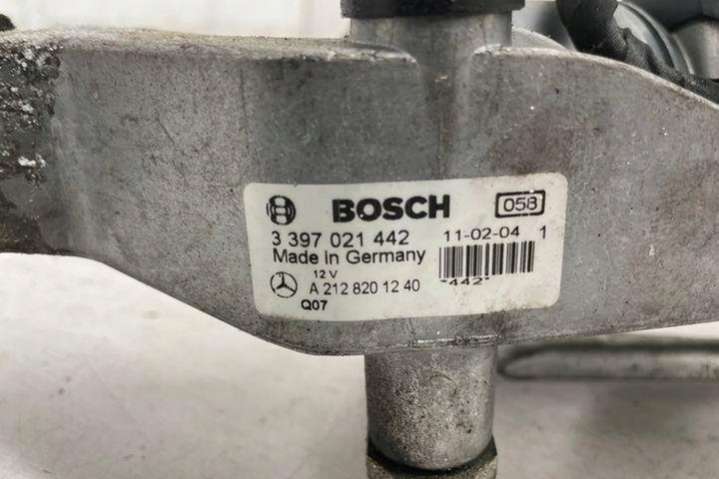 BOSCH 058
3 397 021 442 11-02-04 1
Made In Germany
12 V
A 212 820 12 40 *442*
Q07